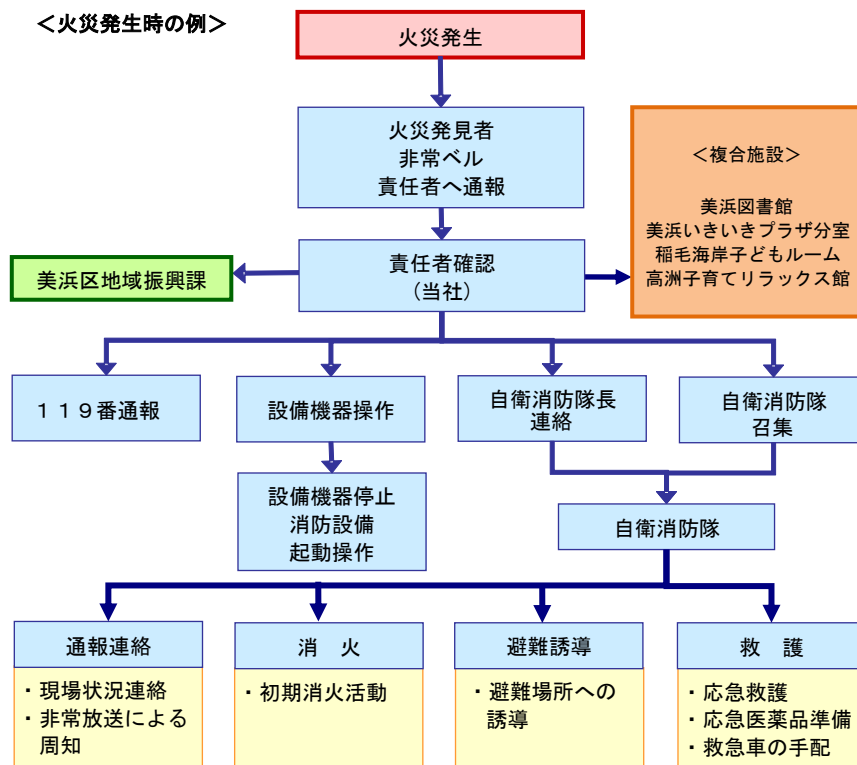 ＜火災発生時の例＞
火災発生
火災発見者
非常ベル
責任者へ通報
＜複合施設＞
美浜図書館
美浜いきいきプラザ分室
稲毛海岸子どもルーム
高洲子育てリラックス館
責任者確認
（当社）
美浜区地域振興課
１１９番通報
設備機器操作
自衛消防隊長
連絡
自衛消防隊
召集
設備機器停止
消防設備
起動操作
自衛消防隊
通報連絡
・現場状況連絡
・非常放送による
周知
消　火
・初期消火活動
避難誘導
・避難場所への
誘導
救　護
・応急救護
・応急医薬品準備
・救急車の手配